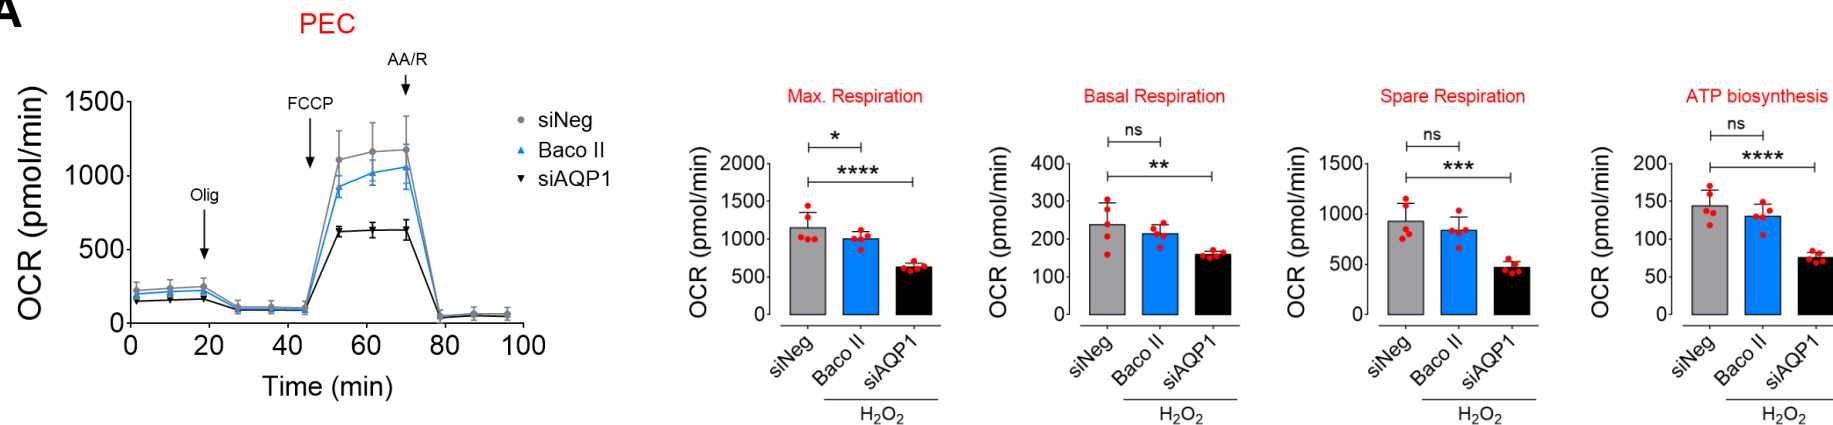 A
PEC
AA/R
FCCP
Olig
OCR (pmol/min)
1500
1000
500
0
0 20 40 60 80 100
Time (min)
siNeg
Baco II
siAQP1
Max. Respiration
*
****
OCR (pmol/min)
2000
1500
1000
500
0
siNeg Baco II siAQP1
H₂O₂
Basal Respiration
ns
**
OCR (pmol/min)
400
300
200
100
0
siNeg Baco II siAQP1
H₂O₂
Spare Respiration
ns
***
OCR (pmol/min)
1500
1000
500
0
siNeg Baco II siAQP1
H₂O₂
ATP biosynthesis
ns
****
OCR (pmol/min)
200
150
100
50
0
siNeg Baco II siAQP1
H₂O₂